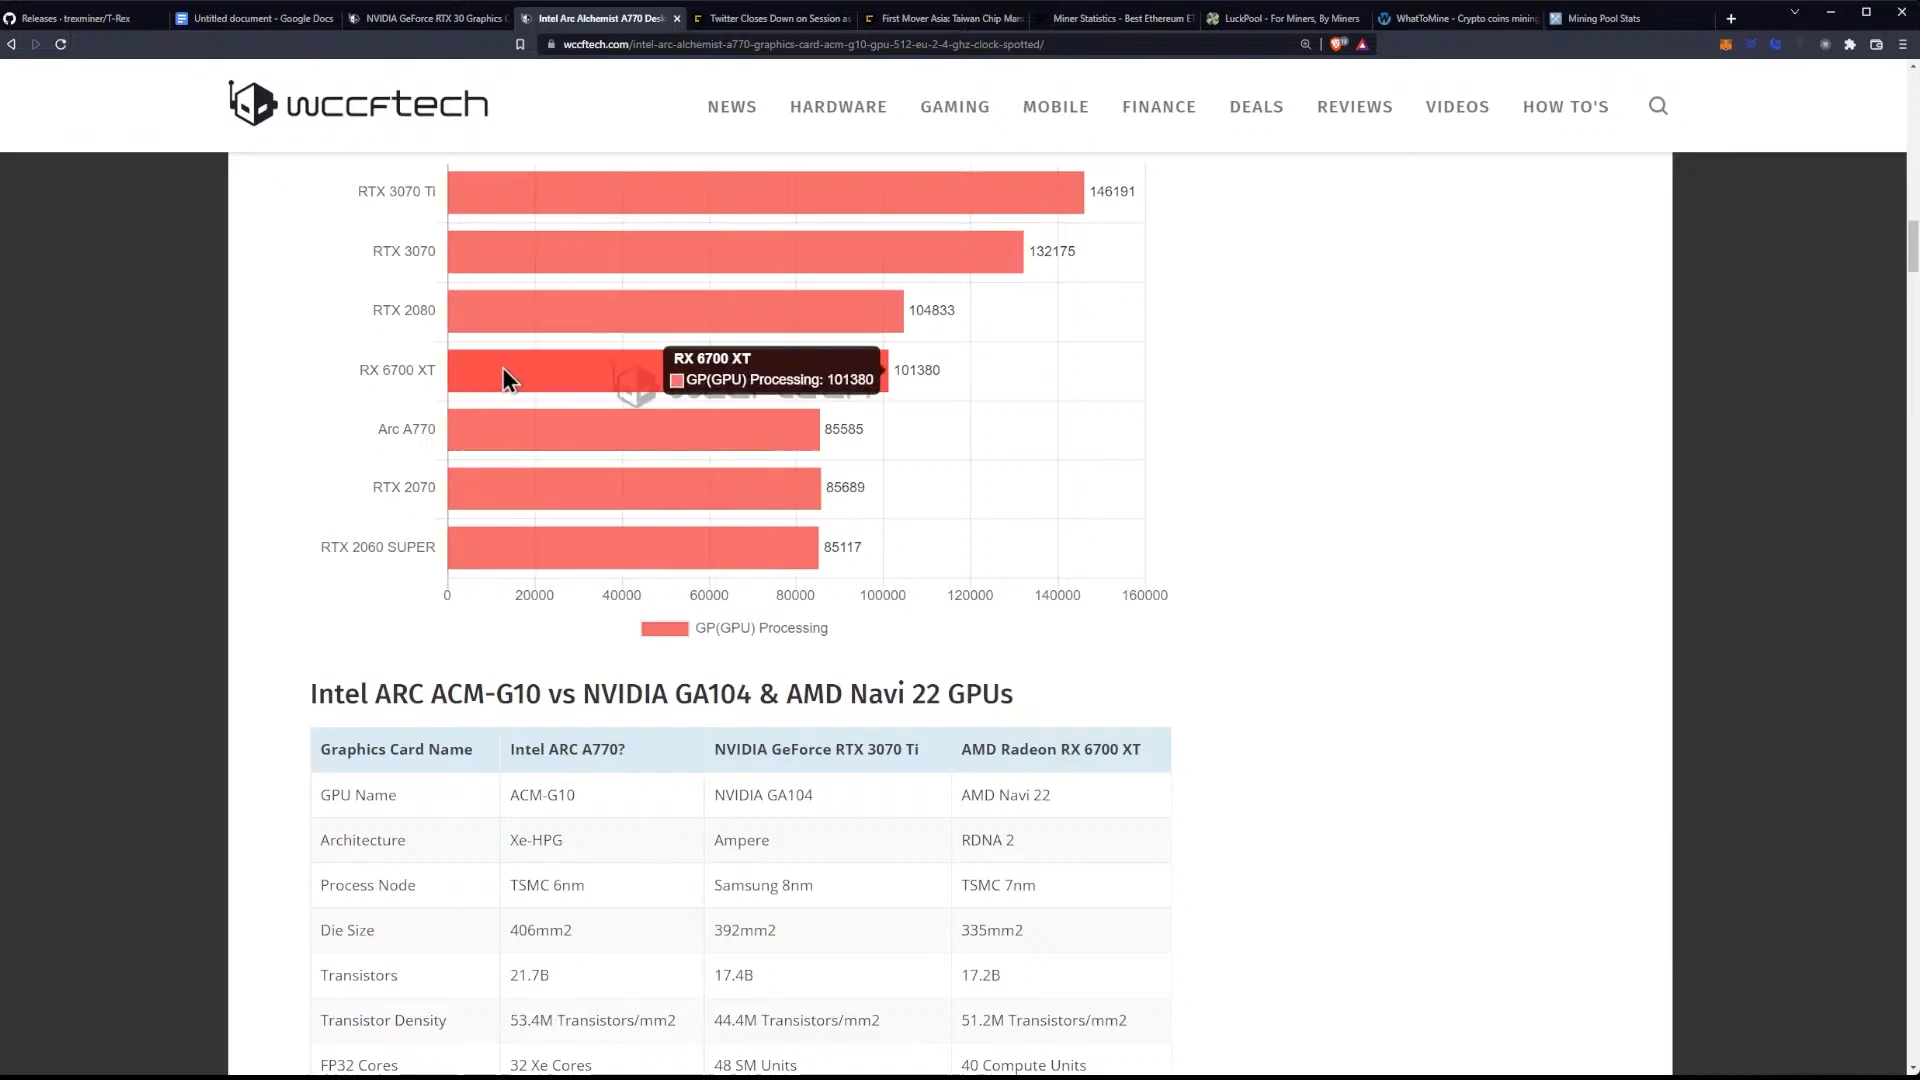 Releases · trexminer/T-Rex
Untitled document - Google Docs
NVIDIA GeForce RTX 30 Graphics C
Intel Arc Alchemist A770 Desk
Twitter Closes Down on Session as
First Mover Asia: Taiwan Chip Man
Miner Statistics - Best Ethereum ET
LuckPool - For Miners, By Miners
WhatToMine - Crypto coins mining
Mining Pool Stats
wccftech.com/intel-arc-alchemist-a770-graphics-card-acm-g10-gpu-512-eu-2-4-ghz-clock-spotted/
wccftech
NEWS
HARDWARE
GAMING
MOBILE
FINANCE
DEALS
REVIEWS
VIDEOS
HOW TO'S
RTX 3070 Ti
146191
RTX 3070
132175
RTX 2080
104833
RX 6700 XT
RX 6700 XT
GP(GPU) Processing: 101380
101380
Arc A770
85585
RTX 2070
85689
RTX 2060 SUPER
85117
0 20000 40000 60000 80000 100000 120000 140000 160000
GP(GPU) Processing
Intel ARC ACM-G10 vs NVIDIA GA104 & AMD Navi 22 GPUs
Graphics Card Name Intel ARC A770? NVIDIA GeForce RTX 3070 Ti AMD Radeon RX 6700 XT
GPU Name ACM-G10 NVIDIA GA104 AMD Navi 22
Architecture Xe-HPG Ampere RDNA 2
Process Node TSMC 6nm Samsung 8nm TSMC 7nm
Die Size 406mm2 392mm2 335mm2
Transistors 21.7B 17.4B 17.2B
Transistor Density 53.4M Transistors/mm2 44.4M Transistors/mm2 51.2M Transistors/mm2
FP32 Cores 32 Xe Cores 48 SM Units 40 Compute Units